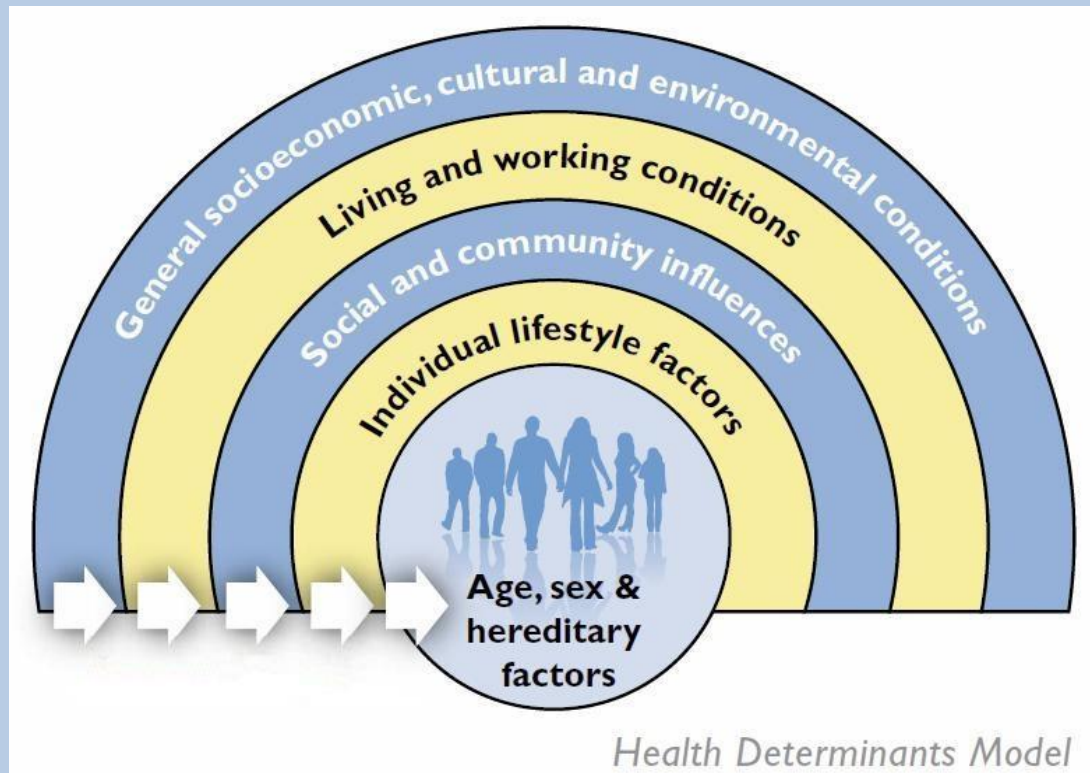 General socioeconomic, cultural and environmental conditions
Living and working conditions
Social and community influences
Individual lifestyle factors
Age, sex &
hereditary
factors
Health Determinants Model